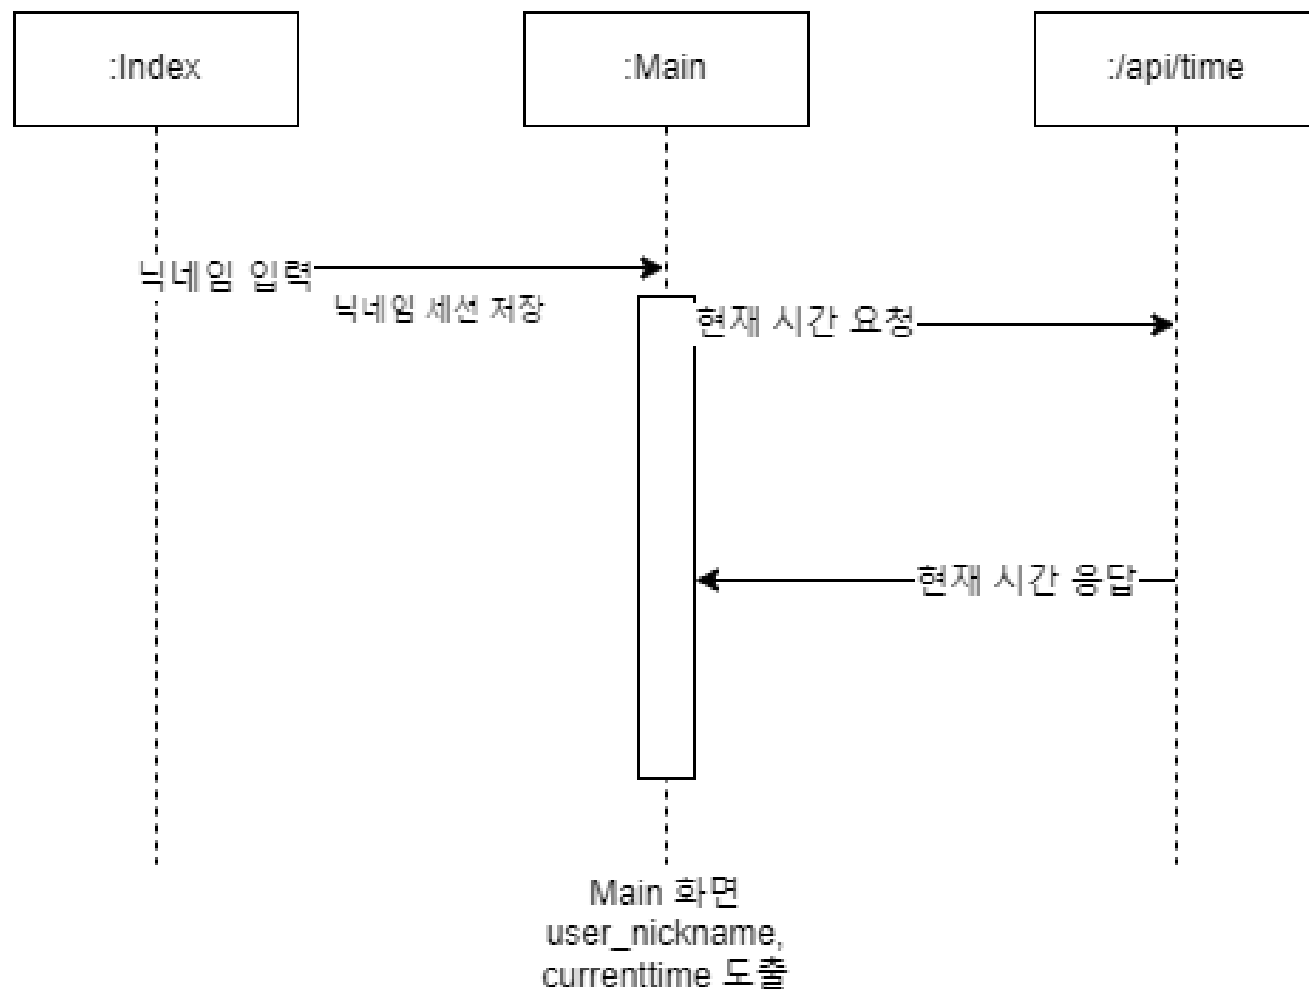 :Index
:Main
:/api/time
닉네임 입력
닉네임 세션 저장
현재 시간 요청
현재 시간 응답
Main 화면
user_nickname,
currenttime 도출